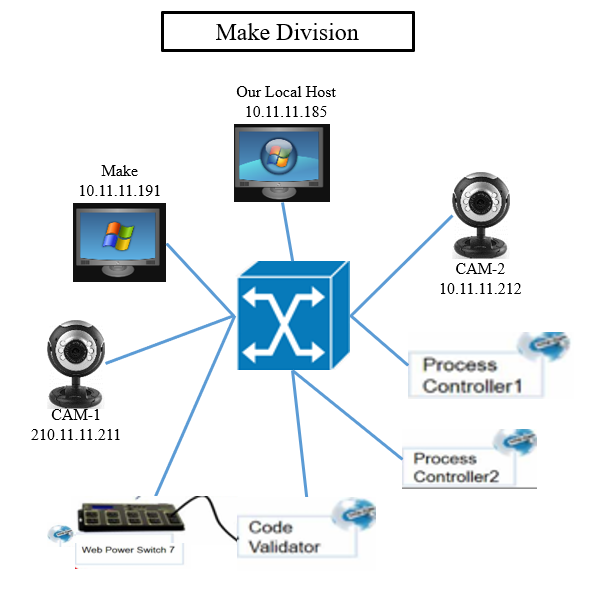 Make Division
Our Local Host
10.11.11.185
Make
10.11.11.191
CAM-2
10.11.11.212
Process
Controller1
CAM-1
210.11.11.211
Process
Controller2
Code
Validator
Web Power Switch 7